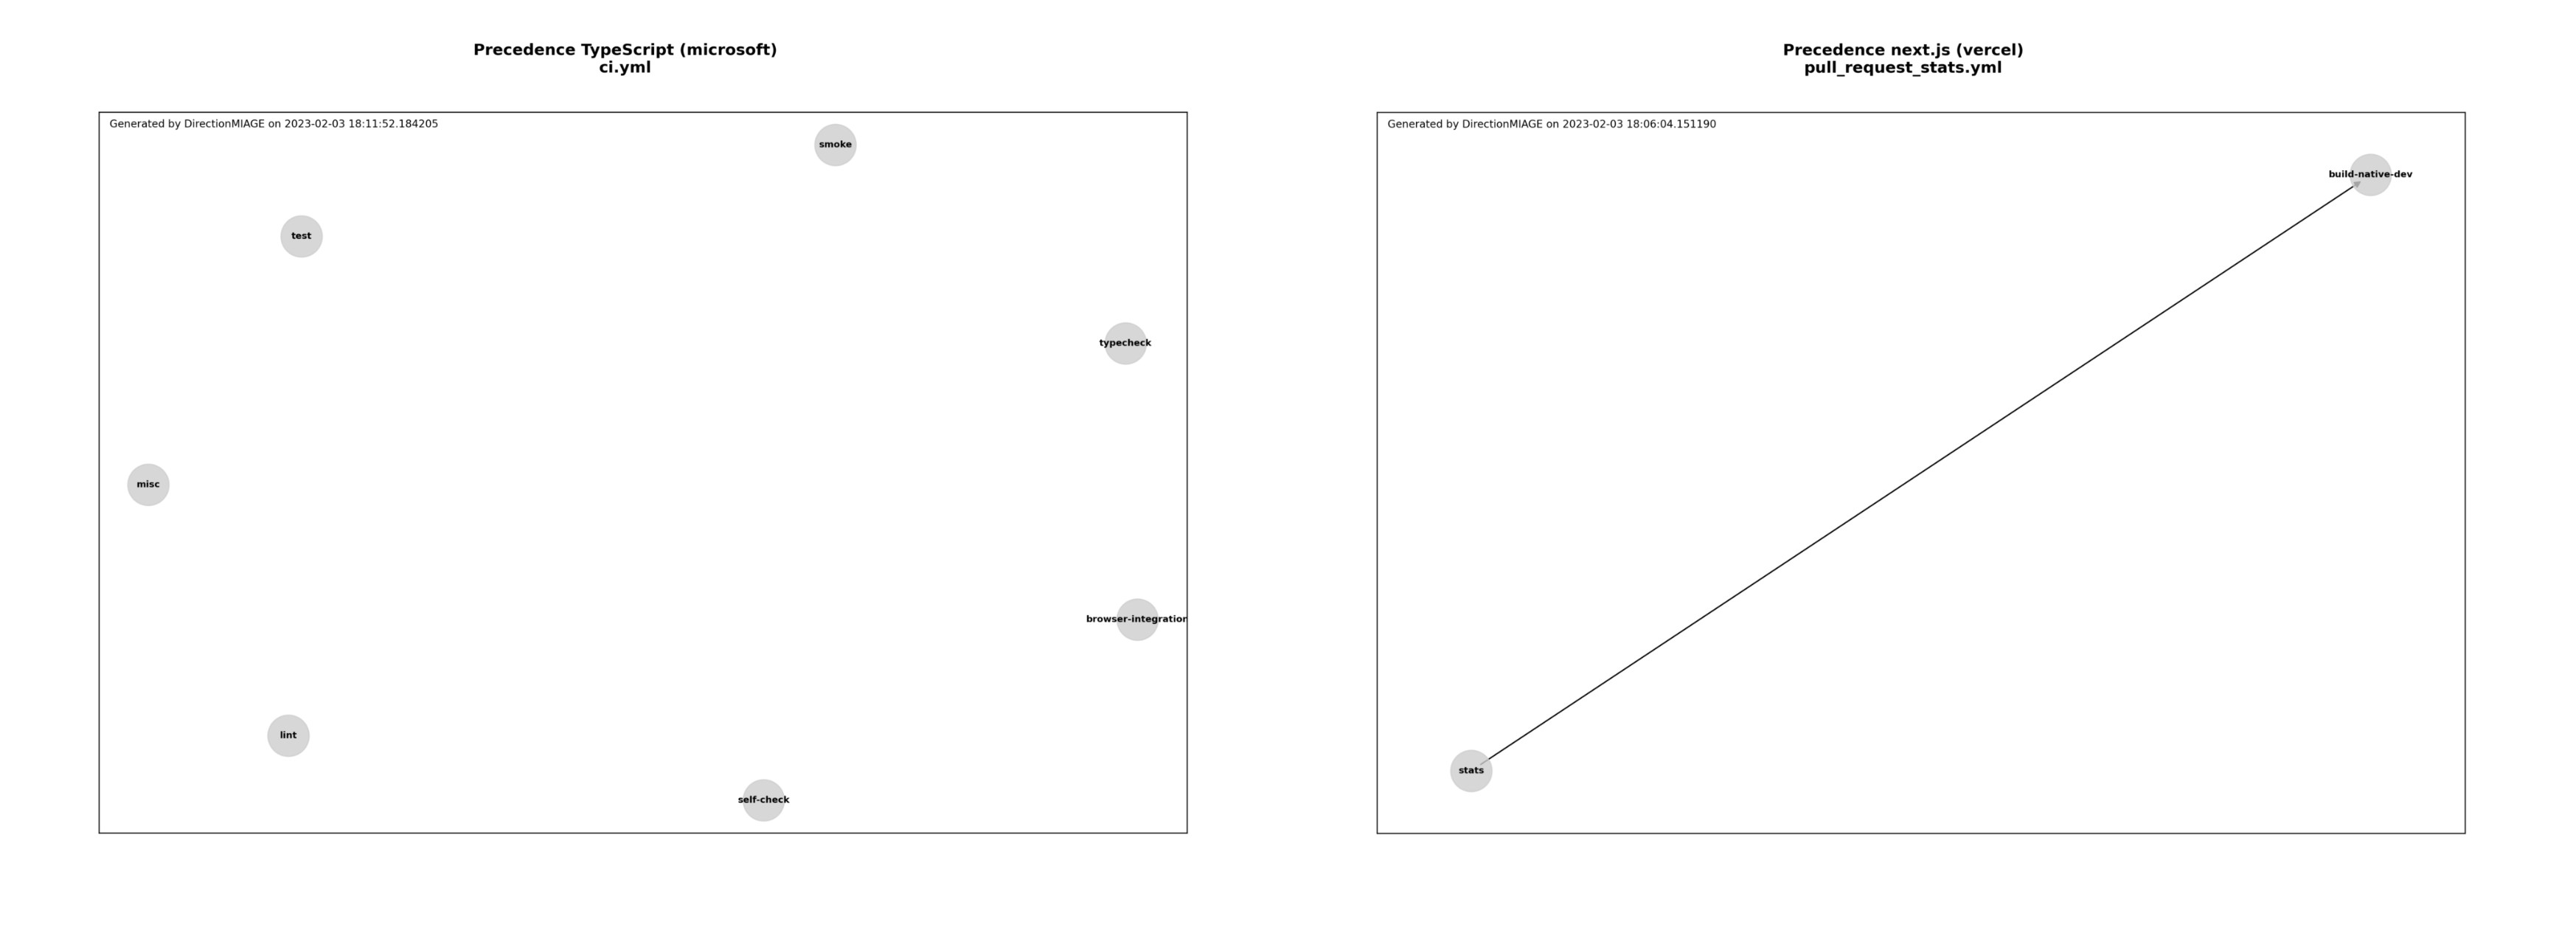 Precedence TypeScript (microsoft)
ci.yml
Generated by DirectionMIAGE on 2023-02-03 18:11:52.184205
smoke
test
typecheck
misc
browser-integration
lint
self-check
Precedence next.js (vercel)
pull_request_stats.yml
Generated by DirectionMIAGE on 2023-02-03 18:06:04.151190
build-native-dev
stats